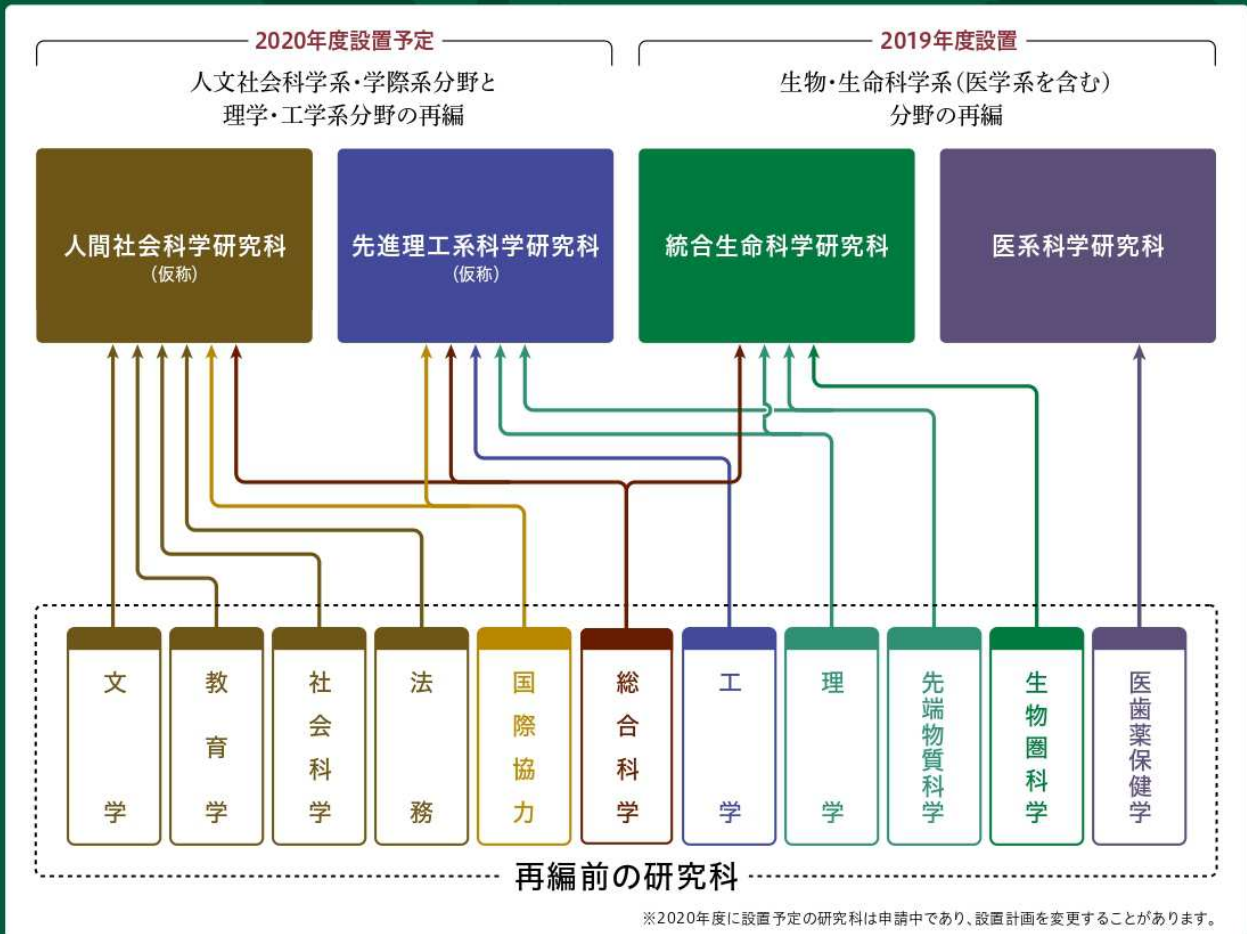 2020年度設置予定
人文社会科学系・学際系分野と
理学・工学系分野の再編
2019年度設置
生物・生命科学系(医学系を含む)
分野の再編
人間社会科学研究科
(仮称)
先進理工系科学研究科
(仮称)
統合生命科学研究科
医系科学研究科
文学
教育学
社会科学
法務
国際協力
総合科学
工学
理学
先端物質科学
生物圏科学
医歯薬保健学
再編前の研究科
※2020年度に設置予定の研究科は申請中であり、設置計画を変更することがあります。